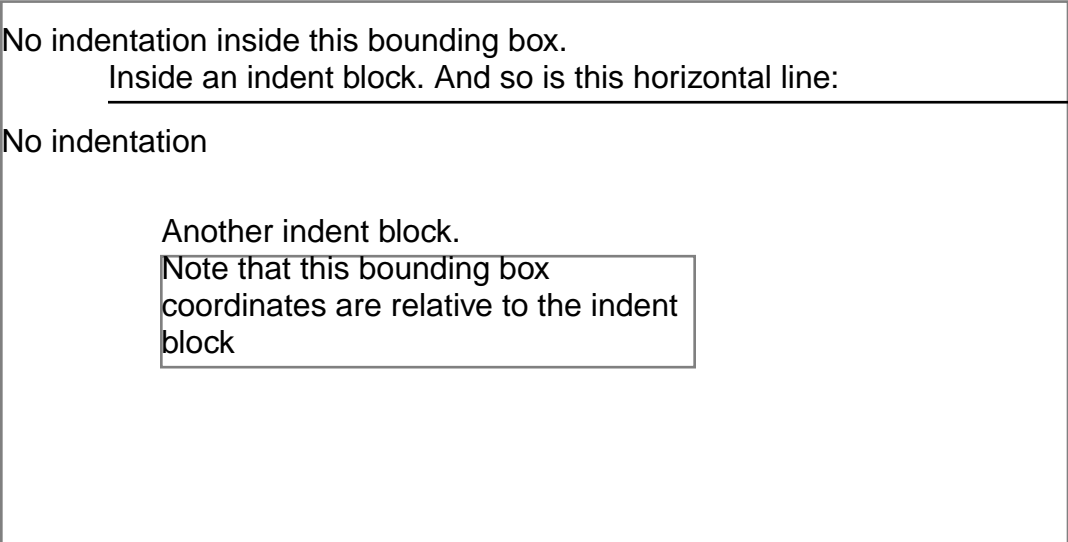 No indentation inside this bounding box.
Inside an indent block. And so is this horizontal line:
No indentation
Another indent block.
Note that this bounding box
coordinates are relative to the indent
block